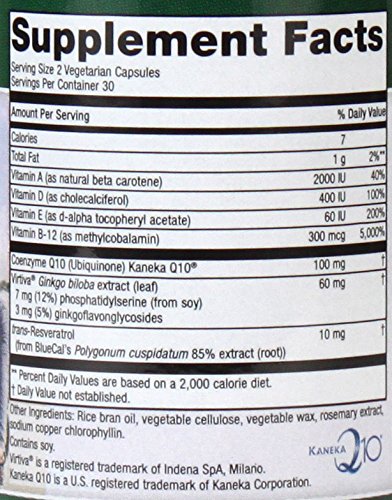 Supplement Facts
Serving Size 2 Vegetarian Capsules
Servings Per Container 30
Amount Per Serving % Daily Value
Calories 7
Total Fat 1 g 2%**
Vitamin A (as natural beta carotene) 2000 IU 40%
Vitamin D (as cholecalciferol) 400 IU 100%
Vitamin E (as d-alpha tocopheryl acetate) 60 IU 200%
Vitamin B-12 (as methylcobalamin) 300 mcg 5,000%
Coenzyme Q10 (Ubiquinone) Kaneka Q10® 100 mg †
Virtiva® Ginkgo biloba extract (leaf) 60 mg †
7 mg (12%) phosphatidylserine (from soy)
3 mg (5%) ginkgoflavonglycosides
trans-Resveratrol 10 mg †
(from BlueCal's Polygonum cuspidatum 85% extract (root))
** Percent Daily Values are based on a 2,000 calorie diet.
† Daily Value not established.
Other Ingredients: Rice bran oil, vegetable cellulose, vegetable wax, rosemary extract,
sodium copper chlorophyllin.
Contains soy.
Virtiva® is a registered trademark of Indena SpA, Milano.
Kaneka Q10 is a U.S. registered trademark of Kaneka Corporation.
KANEKA Q10